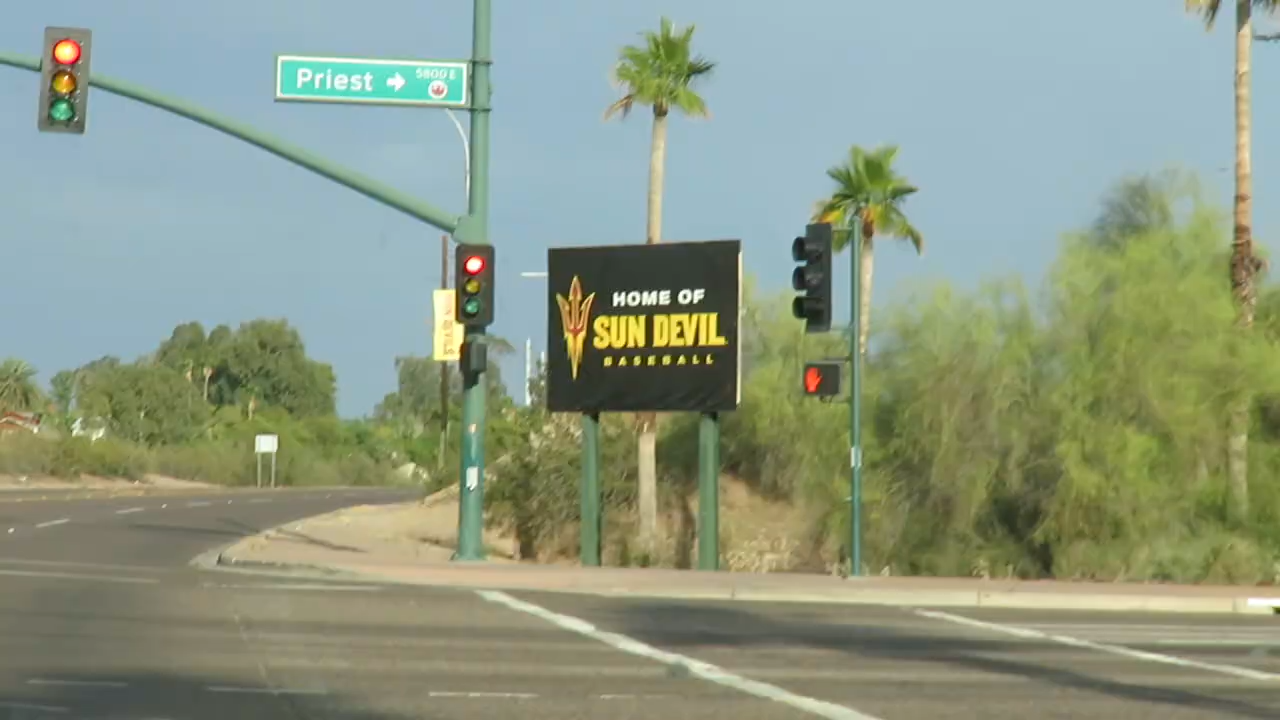 Priest → 5800 E
HOME OF
SUN DEVIL
BASEBALL